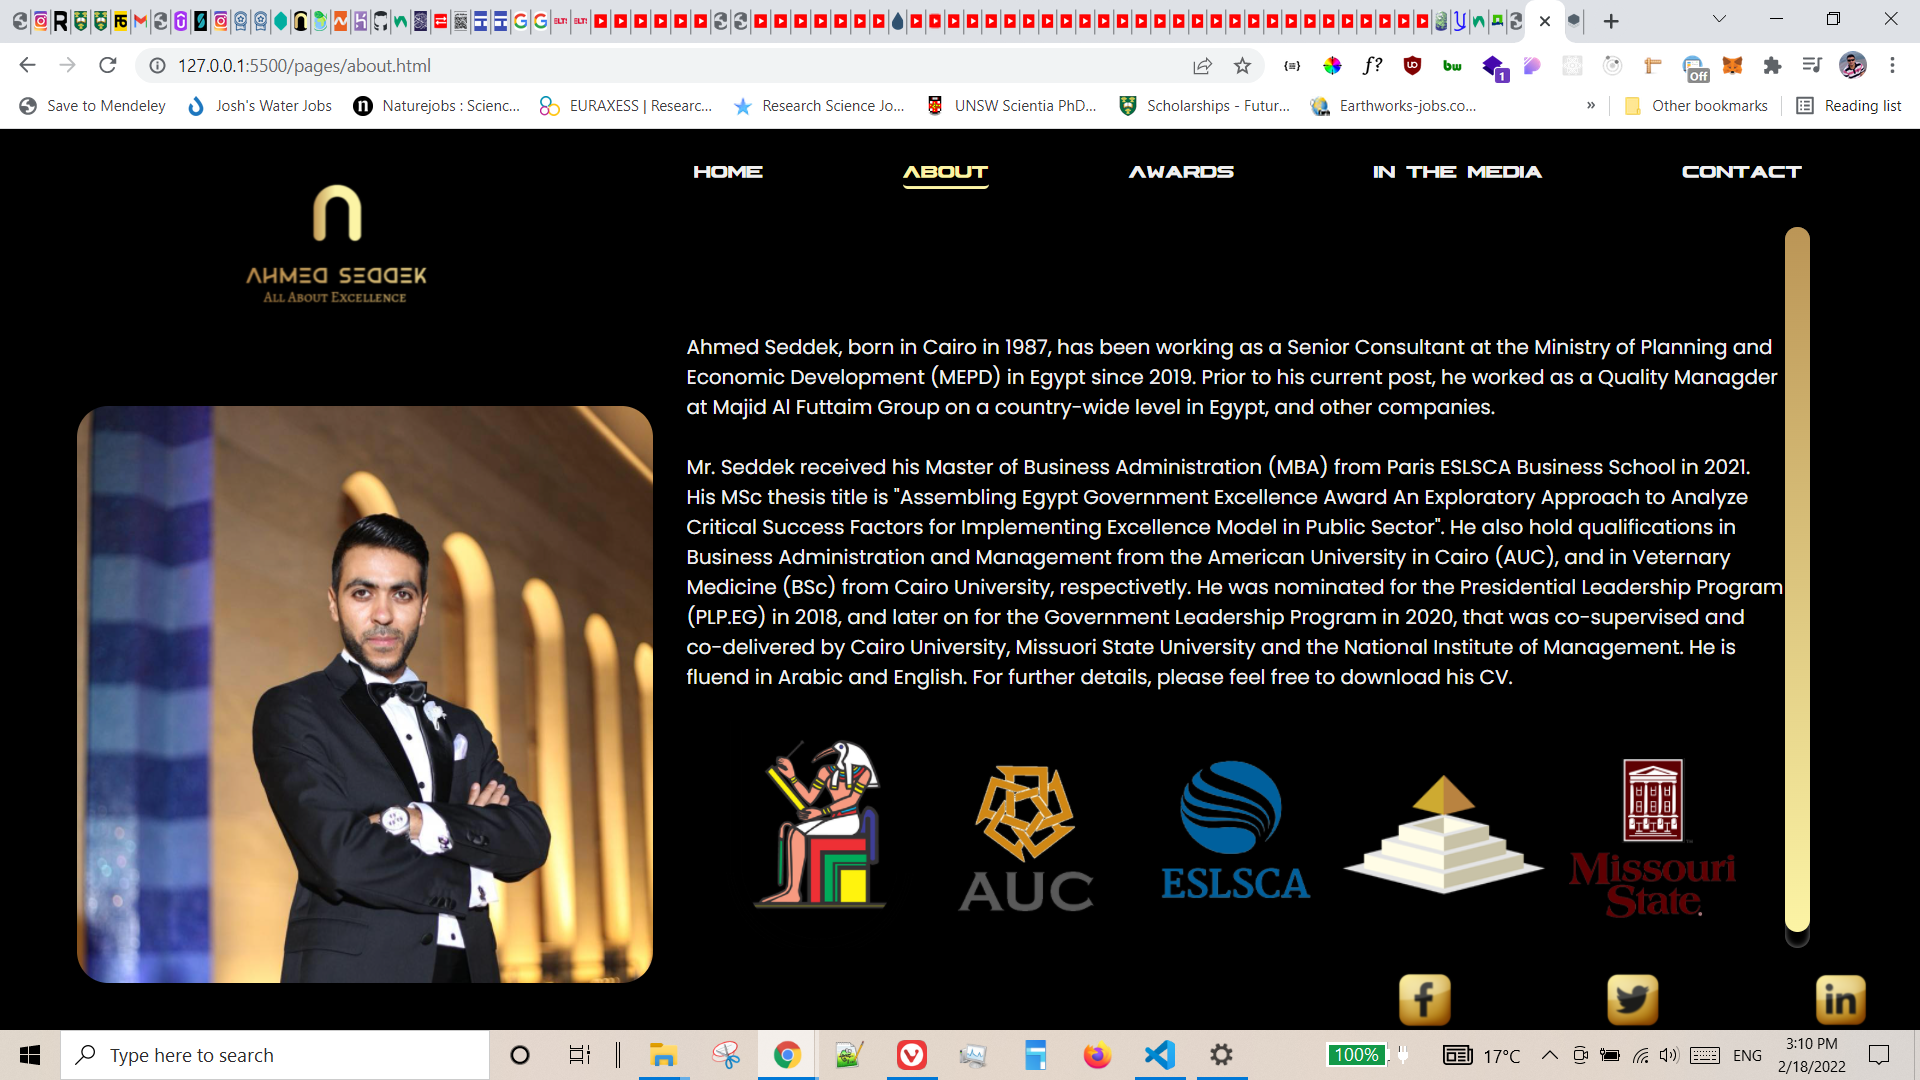 127.0.0.1:5500/pages/about.html
Save to Mendeley
Josh's Water Jobs
Naturejobs : Scienc...
EURAXESS | Researc...
Research Science Jo...
UNSW Scientia PhD...
Scholarships - Futur...
Earthworks-jobs.co...
»
Other bookmarks
Reading list
HOME
ABOUT
AWARDS
IN THE MEDIA
CONTACT
AHMED SEDDEK
ALL ABOUT EXCELLENCE
Ahmed Seddek, born in Cairo in 1987, has been working as a Senior Consultant at the Ministry of Planning and
Economic Development (MEPD) in Egypt since 2019. Prior to his current post, he worked as a Quality Managder
at Majid Al Futtaim Group on a country-wide level in Egypt, and other companies.
Mr. Seddek received his Master of Business Administration (MBA) from Paris ESLSCA Business School in 2021.
His MSc thesis title is "Assembling Egypt Government Excellence Award An Exploratory Approach to Analyze
Critical Success Factors for Implementing Excellence Model in Public Sector". He also hold qualifications in
Business Administration and Management from the American University in Cairo (AUC), and in Veternary
Medicine (BSc) from Cairo University, respectivetly. He was nominated for the Presidential Leadership Program
(PLP.EG) in 2018, and later on for the Government Leadership Program in 2020, that was co-supervised and
co-delivered by Cairo University, Missuori State University and the National Institute of Management. He is
fluend in Arabic and English. For further details, please feel free to download his CV.
AUC
ESLSCA
Missouri
State.
Type here to search
100%
17°C
ENG
3:10 PM
2/18/2022